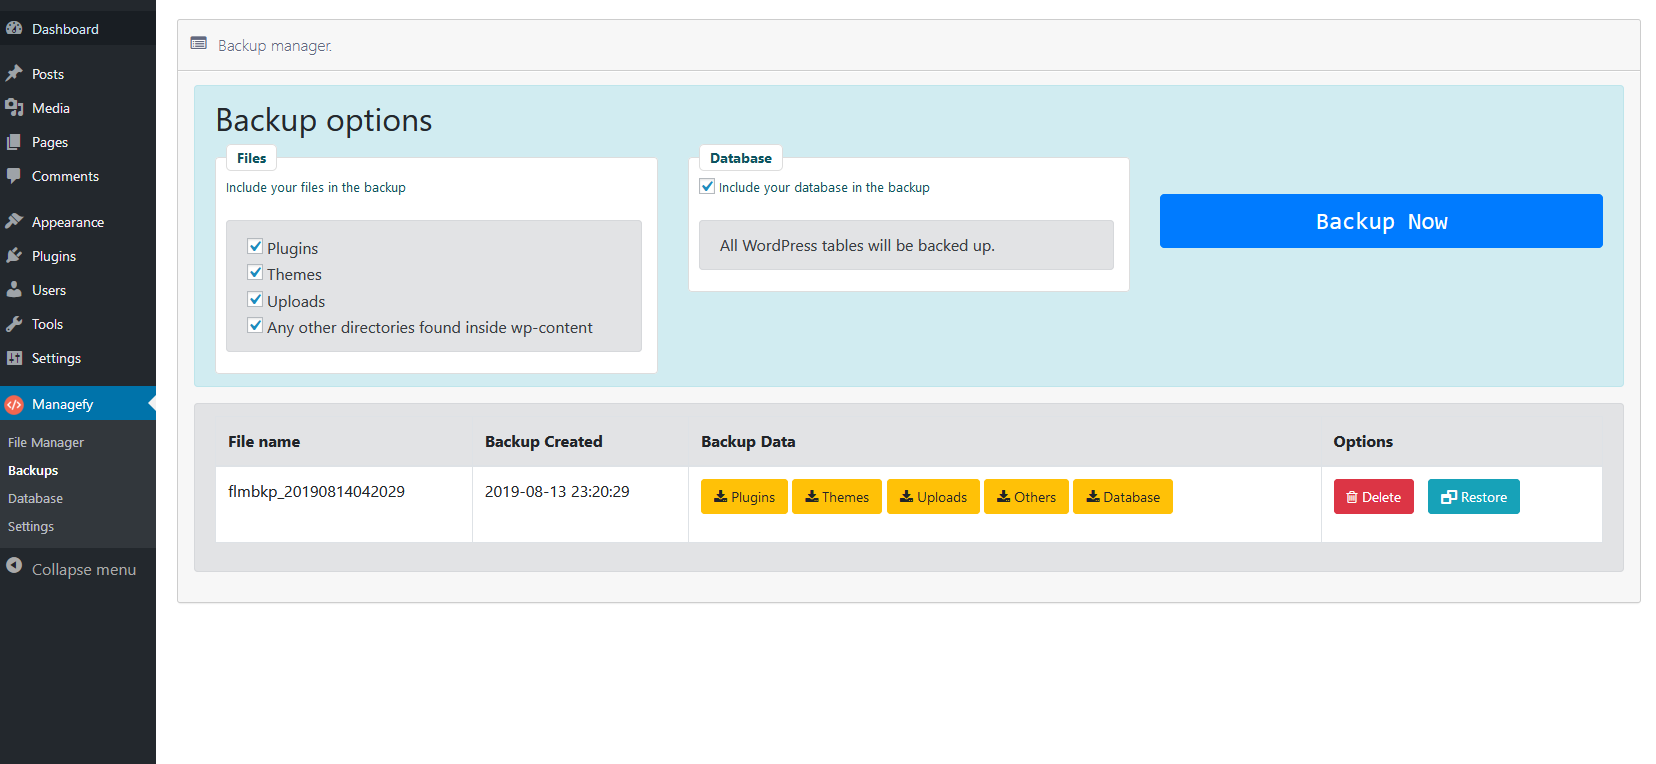 Dashboard
Posts
Media
Pages
Comments
Appearance
Plugins
Users
Tools
Settings
Managefy
File Manager
Backups
Database
Settings
Collapse menu
Backup manager.
Backup options
Files
Include your files in the backup
Plugins
Themes
Uploads
Any other directories found inside wp-content
Database
Include your database in the backup
All WordPress tables will be backed up.
Backup Now
File name Backup Created Backup Data Options
flmbkp_20190814042029 2019-08-13 23:20:29 Plugins Themes Uploads Others Database Delete Restore